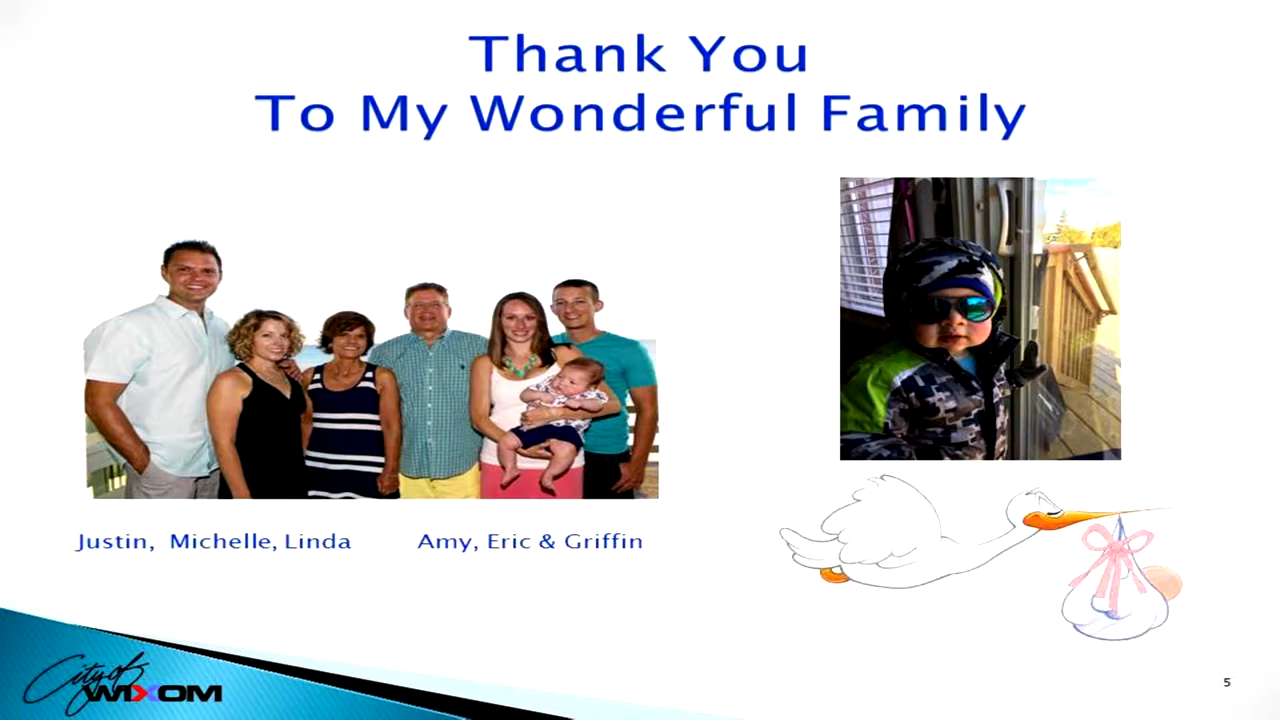 Thank You
To My Wonderful Family
Justin, Michelle, Linda Amy, Eric & Griffin
City of
WIXOM
5